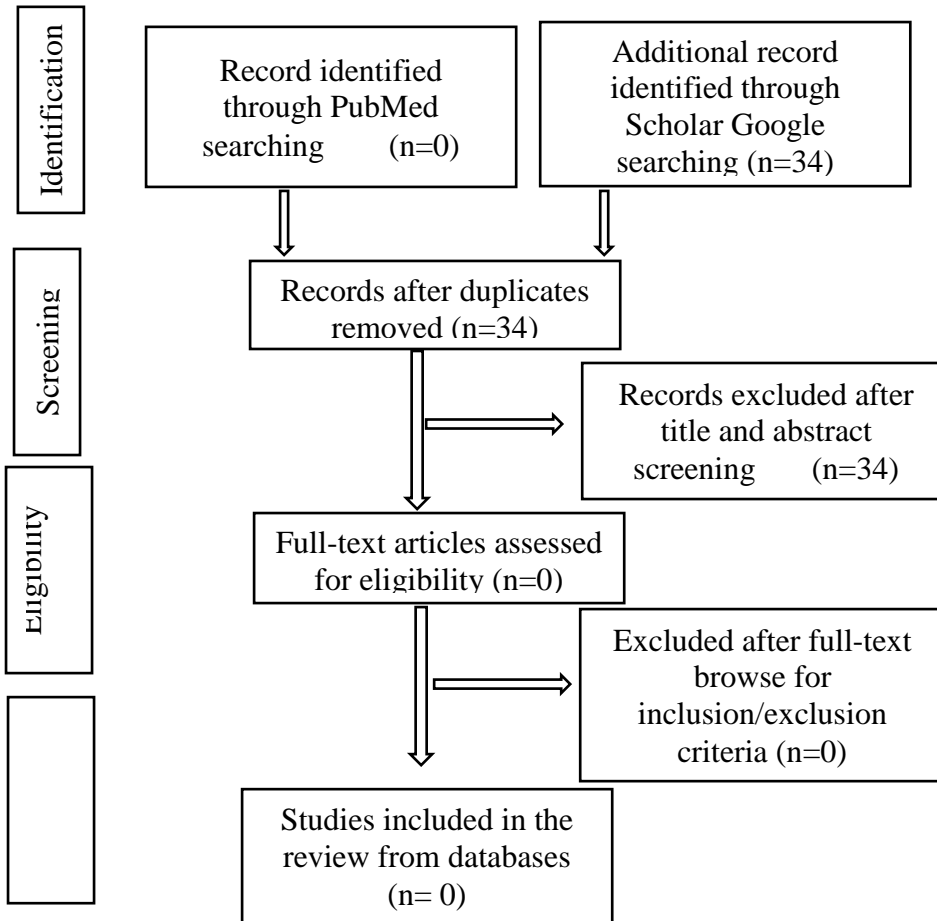 Identification
Record identified
through PubMed
searching (n=0)
Additional record
identified through
Scholar Google
searching (n=34)
Screening
Records after duplicates
removed (n=34)
Records excluded after
title and abstract
screening (n=34)
Eligibility
Full-text articles assessed
for eligibility (n=0)
Excluded after full-text
browse for
inclusion/exclusion
criteria (n=0)
Studies included in the
review from databases
(n= 0)